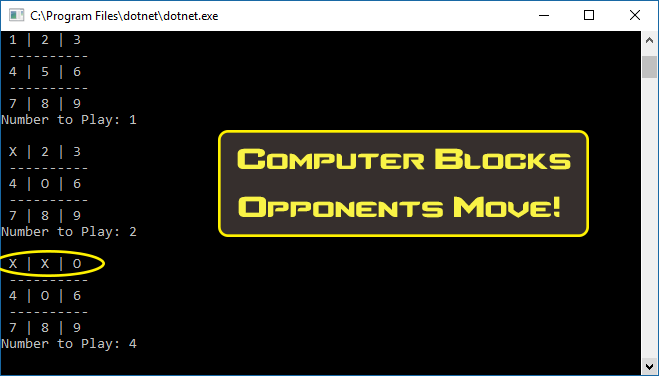 C:\Program Files\dotnet\dotnet.exe
1 | 2 | 3
----------
4 | 5 | 6
----------
7 | 8 | 9
Number to Play: 1
X | 2 | 3
----------
4 | O | 6
----------
7 | 8 | 9
Number to Play: 2
X | X | O
----------
4 | O | 6
----------
7 | 8 | 9
Number to Play: 4
Computer Blocks
Opponents Move!